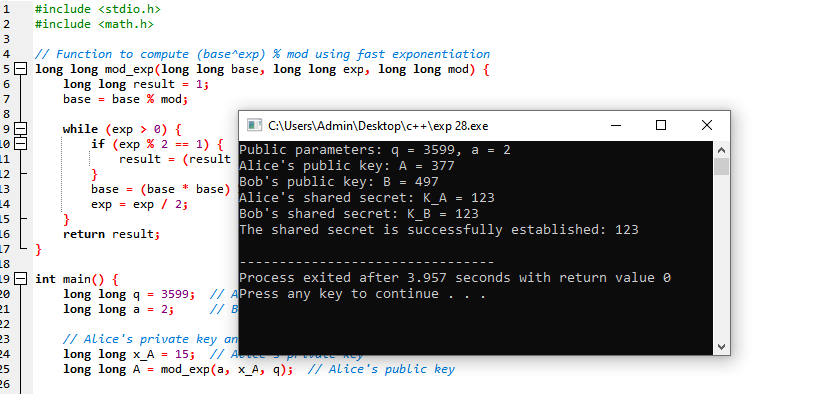 1 #include <stdio.h>
2 #include <math.h>
3
4 // Function to compute (base^exp) % mod using fast exponentiation
5 long long mod_exp(long long base, long long exp, long long mod) {
6 long long result = 1;
7 base = base % mod;
8
9 while (exp > 0) {
10 if (exp % 2 == 1) {
11 result = (result
12 }
13 base = (base * base)
14 exp = exp / 2;
15 }
16 return result;
17 }
18
19 int main() {
20 long long q = 3599; // A
21 long long a = 2; // B
22
23 // Alice's private key an
24 long long x_A = 15; // Alice's private key
25 long long A = mod_exp(a, x_A, q); // Alice's public key
26
C:\Users\Admin\Desktop\c++\exp 28.exe
Public parameters: q = 3599, a = 2
Alice's public key: A = 377
Bob's public key: B = 497
Alice's shared secret: K_A = 123
Bob's shared secret: K_B = 123
The shared secret is successfully established: 123
--------------------------------
Process exited after 3.957 seconds with return value 0
Press any key to continue . . .